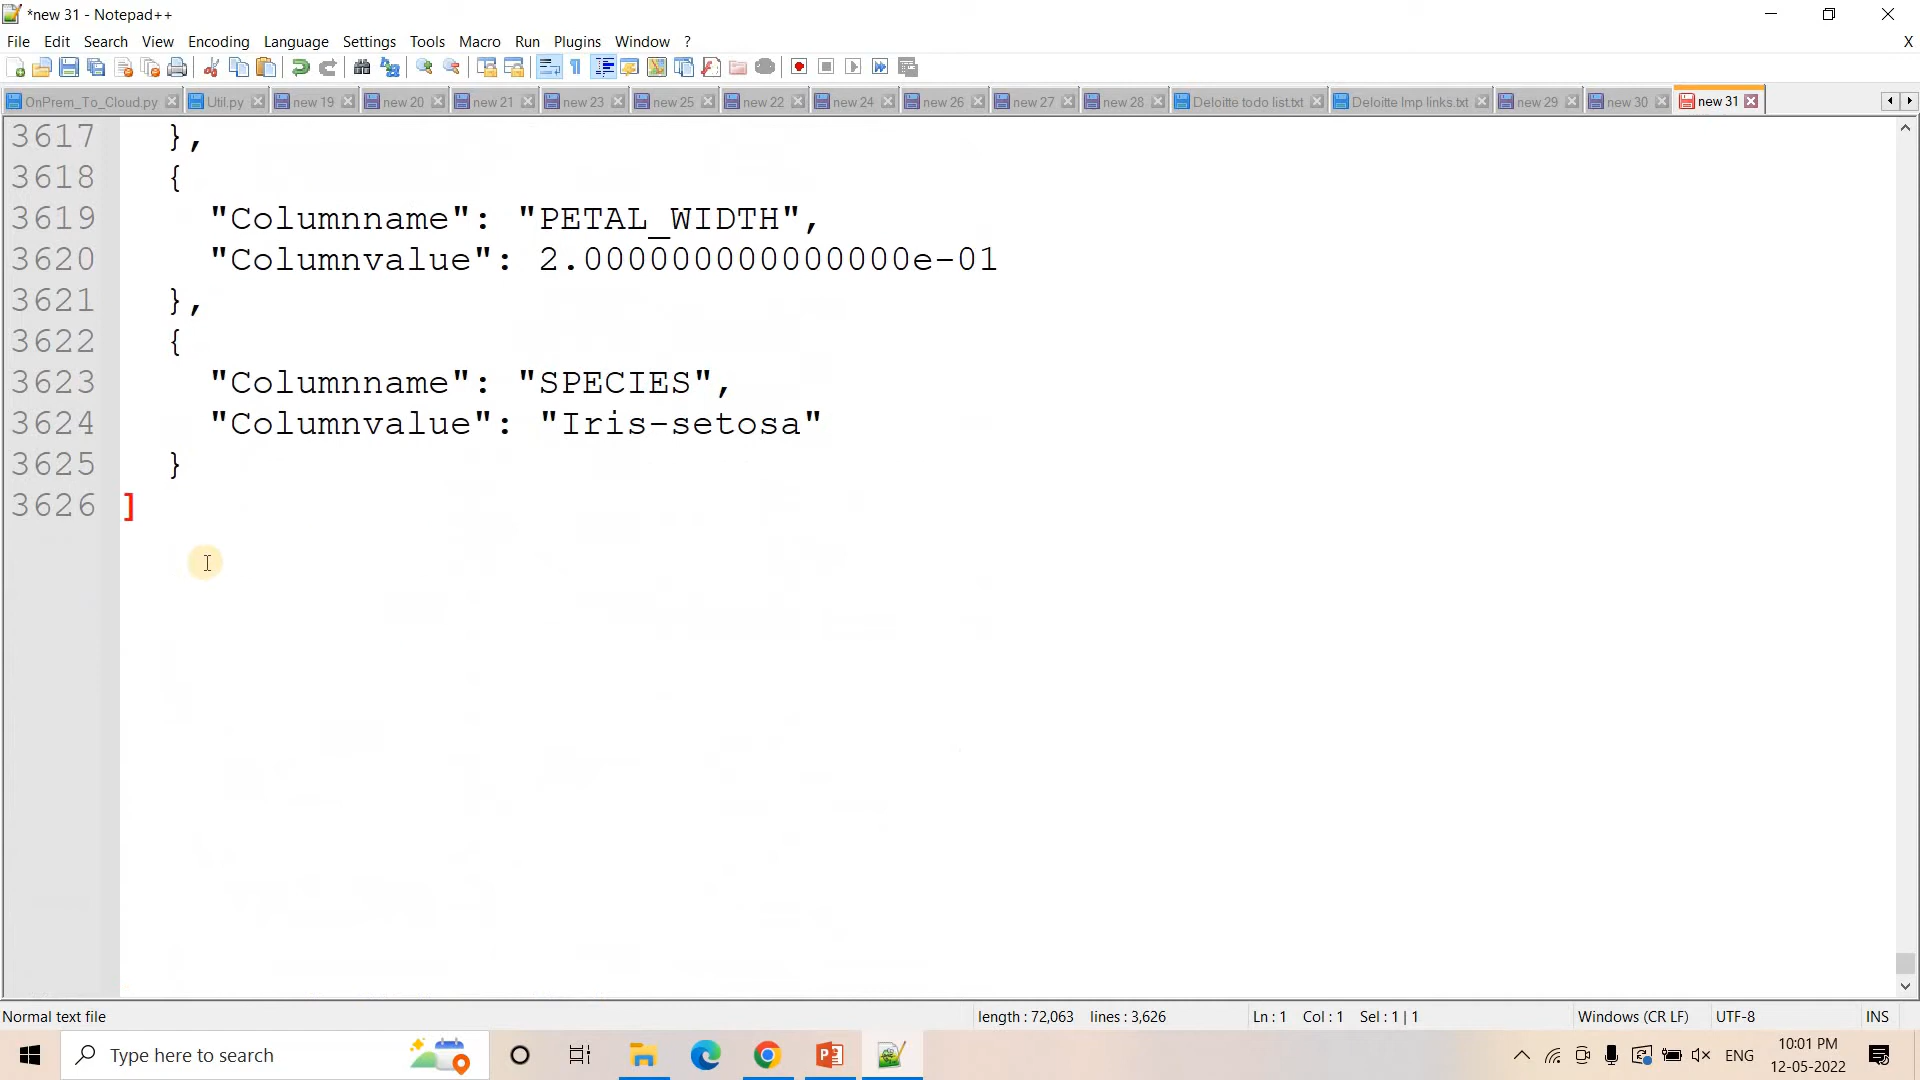 *new 31 - Notepad++
File Edit Search View Encoding Language Settings Tools Macro Run Plugins Window ? X
OnPrem_To_Cloud.py Util.py new 19 new 20 new 21 new 23 new 25 new 22 new 24 new 26 new 27 new 28 Deloitte todo list.txt Deloitte Imp links.txt new 29 new 30 new 31
3617 },
3618 {
3619 "Columnname": "PETAL_WIDTH",
3620 "Columnvalue": 2.000000000000000e-01
3621 },
3622 {
3623 "Columnname": "SPECIES",
3624 "Columnvalue": "Iris-setosa"
3625 }
3626 ]
Normal text file length : 72,063 lines : 3,626 Ln : 1 Col : 1 Sel : 1 | 1 Windows (CR LF) UTF-8 INS
Type here to search ENG 10:01 PM
12-05-2022